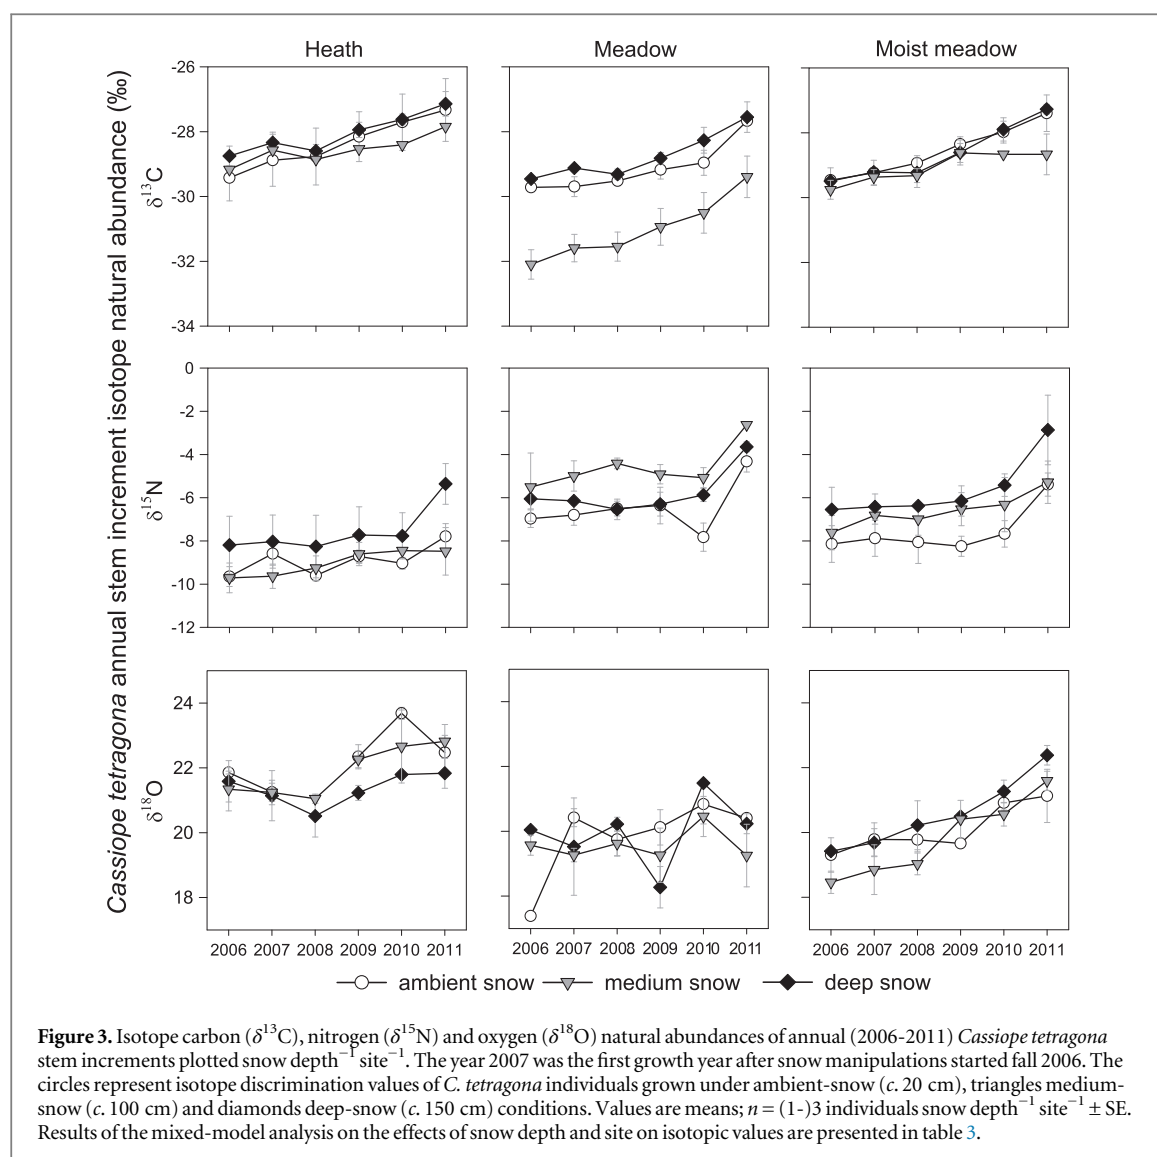 Heath
Meadow
Moist meadow
Cassiope tetragona annual stem increment isotope natural abundance (‰)
δ¹³C
-26
-28
-30
-32
-34
δ¹⁵N
0
-2
-4
-6
-8
-10
-12
δ¹⁸O
24
22
20
18
2006 2007 2008 2009 2010 2011
2006 2007 2008 2009 2010 2011
2006 2007 2008 2009 2010 2011
ambient snow
medium snow
deep snow
Figure 3. Isotope carbon (δ¹³C), nitrogen (δ¹⁵N) and oxygen (δ¹⁸O) natural abundances of annual (2006-2011) Cassiope tetragona
stem increments plotted snow depth⁻¹ site⁻¹. The year 2007 was the first growth year after snow manipulations started fall 2006. The
circles represent isotope discrimination values of C. tetragona individuals grown under ambient-snow (c. 20 cm), triangles medium-
snow (c. 100 cm) and diamonds deep-snow (c. 150 cm) conditions. Values are means; n = (1-)3 individuals snow depth⁻¹ site⁻¹ ± SE.
Results of the mixed-model analysis on the effects of snow depth and site on isotopic values are presented in table 3.